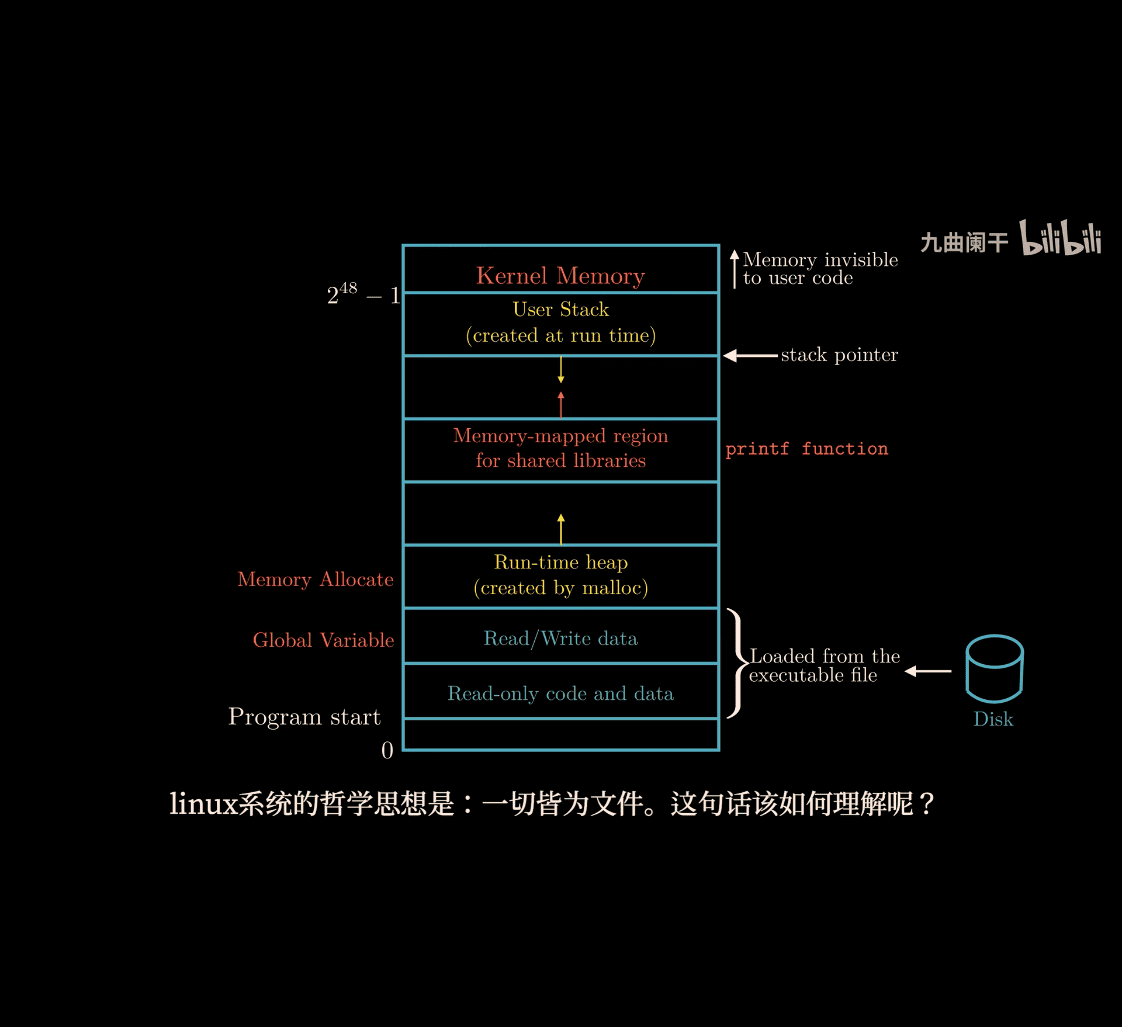 九曲阑干 bilibili
Kernel Memory
Memory invisible
to user code
2^48 − 1
User Stack
(created at run time)
stack pointer
Memory-mapped region
for shared libraries
printf function
Run-time heap
(created by malloc)
Memory Allocate
Global Variable
Read/Write data
Loaded from the
executable file
Read-only code and data
Program start
Disk
0
linux系统的哲学思想是：一切皆为文件。这句话该如何理解呢？